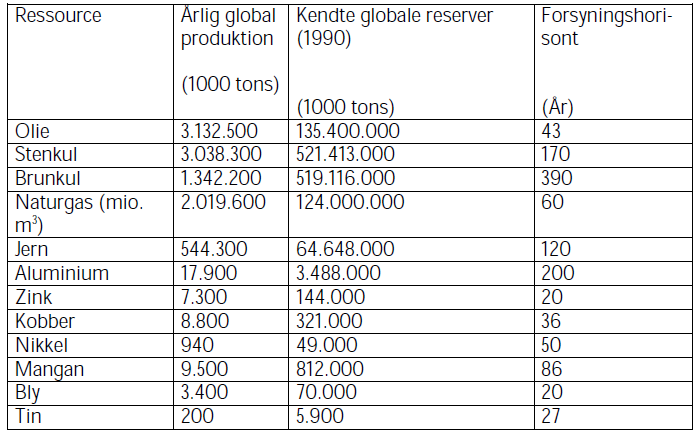 Ressource Årlig global Kendte globale reserver Forsyningshori-
produktion (1990) sont
(1000 tons)
(1000 tons) (År)
Olie 3.132.500 135.400.000 43
Stenkul 3.038.300 521.413.000 170
Brunkul 1.342.200 519.116.000 390
Naturgas (mio. 2.019.600 124.000.000 60
m³)
Jern 544.300 64.648.000 120
Aluminium 17.900 3.488.000 200
Zink 7.300 144.000 20
Kobber 8.800 321.000 36
Nikkel 940 49.000 50
Mangan 9.500 812.000 86
Bly 3.400 70.000 20
Tin 200 5.900 27